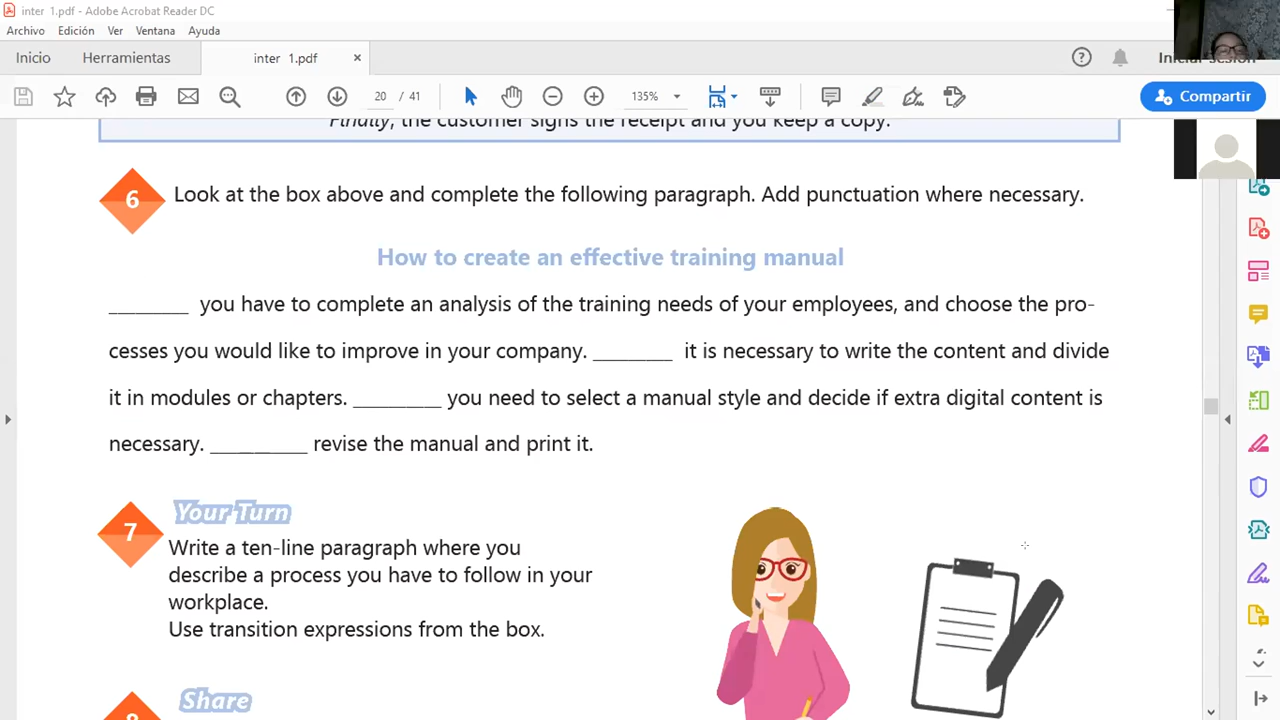 inter 1.pdf - Adobe Acrobat Reader DC
Archivo Edición Ver Ventana Ayuda
Inicio Herramientas inter 1.pdf × Iniciar sesión
20 / 41 135% Compartir
Finally, the customer signs the receipt and you keep a copy.
6 Look at the box above and complete the following paragraph. Add punctuation where necessary.
How to create an effective training manual
________ you have to complete an analysis of the training needs of your employees, and choose the pro-
cesses you would like to improve in your company. ________ it is necessary to write the content and divide
it in modules or chapters. _________ you need to select a manual style and decide if extra digital content is
necessary. __________ revise the manual and print it.
7 Your Turn
Write a ten-line paragraph where you
describe a process you have to follow in your
workplace.
Use transition expressions from the box.
8 Share